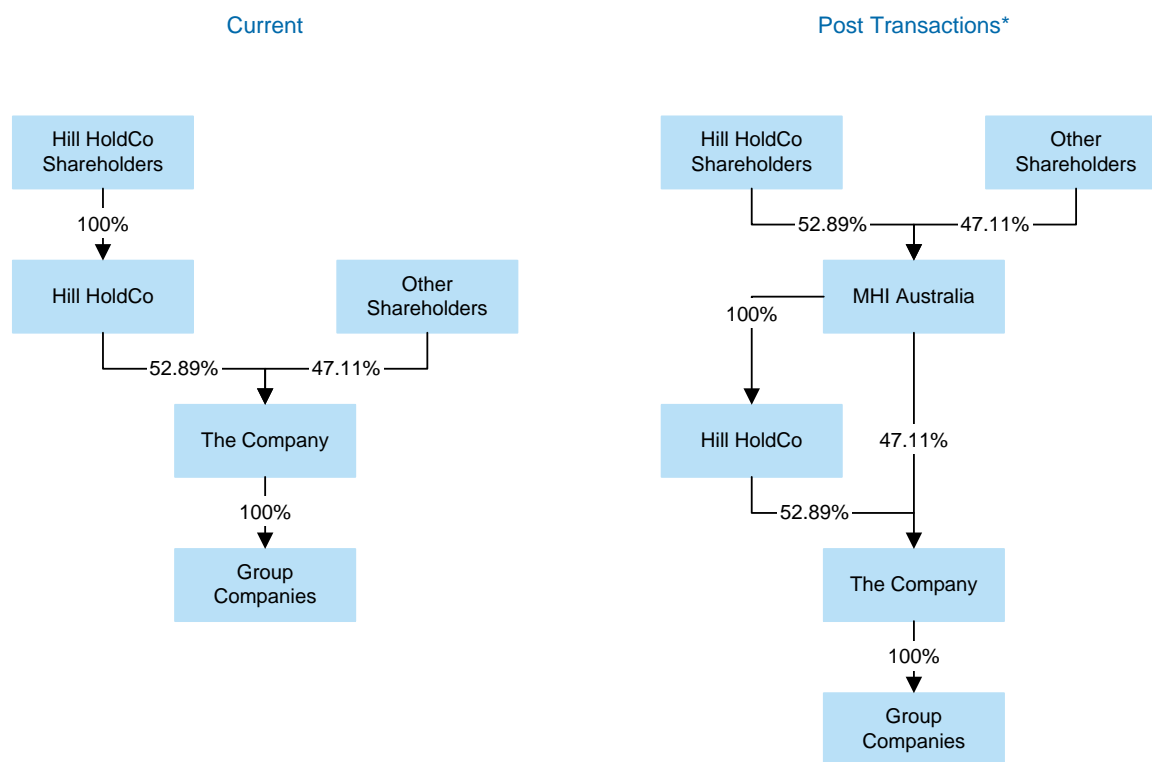 Current
Hill HoldCo
Shareholders
100%
Hill HoldCo
Other
Shareholders
52.89%
47.11%
The Company
100%
Group
Companies
Post Transactions*
Hill HoldCo
Shareholders
Other
Shareholders
52.89%
47.11%
MHI Australia
100%
Hill HoldCo
47.11%
52.89%
The Company
100%
Group
Companies